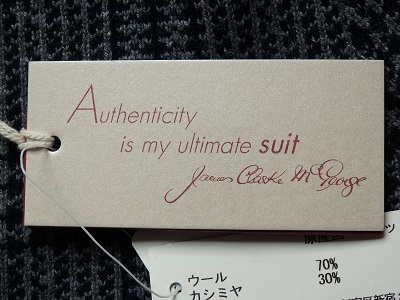 Authenticity
is my ultimate suit
James Clarke McGeorge
ウール 70%
カシミヤ 30%